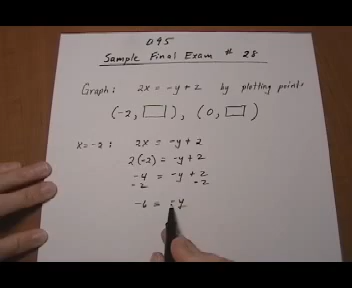 095
Sample Final Exam # 28
Graph: 2x = -y + 2 by plotting points
(-2, □), (0, □)
x = -2: 2x = -y + 2
2(-2) = -y + 2
-4 = -y + 2
-2 -2
-6 = -y